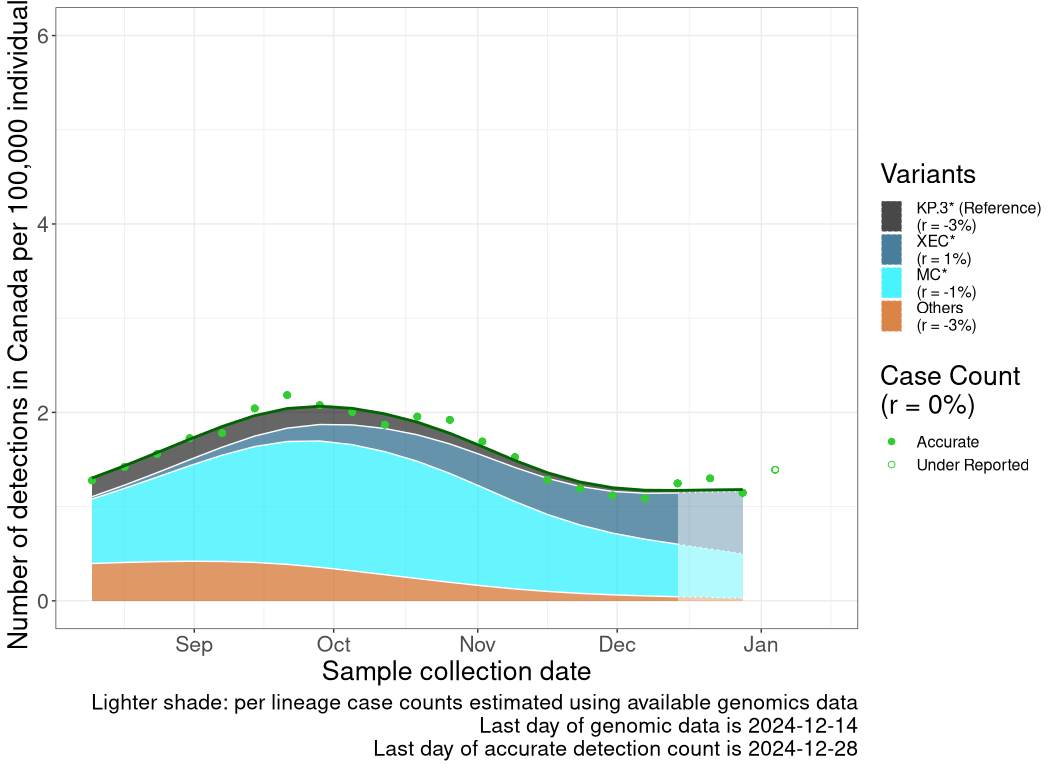 Number of detections in Canada per 100,000 individual
6
4
2
0
Sep
Oct
Nov
Dec
Jan
Sample collection date
Lighter shade: per lineage case counts estimated using available genomics data
Last day of genomic data is 2024-12-14
Last day of accurate detection count is 2024-12-28
Variants
KP.3* (Reference)
(r = -3%)
XEC*
(r = 1%)
MC*
(r = -1%)
Others
(r = -3%)
Case Count
(r = 0%)
Accurate
Under Reported